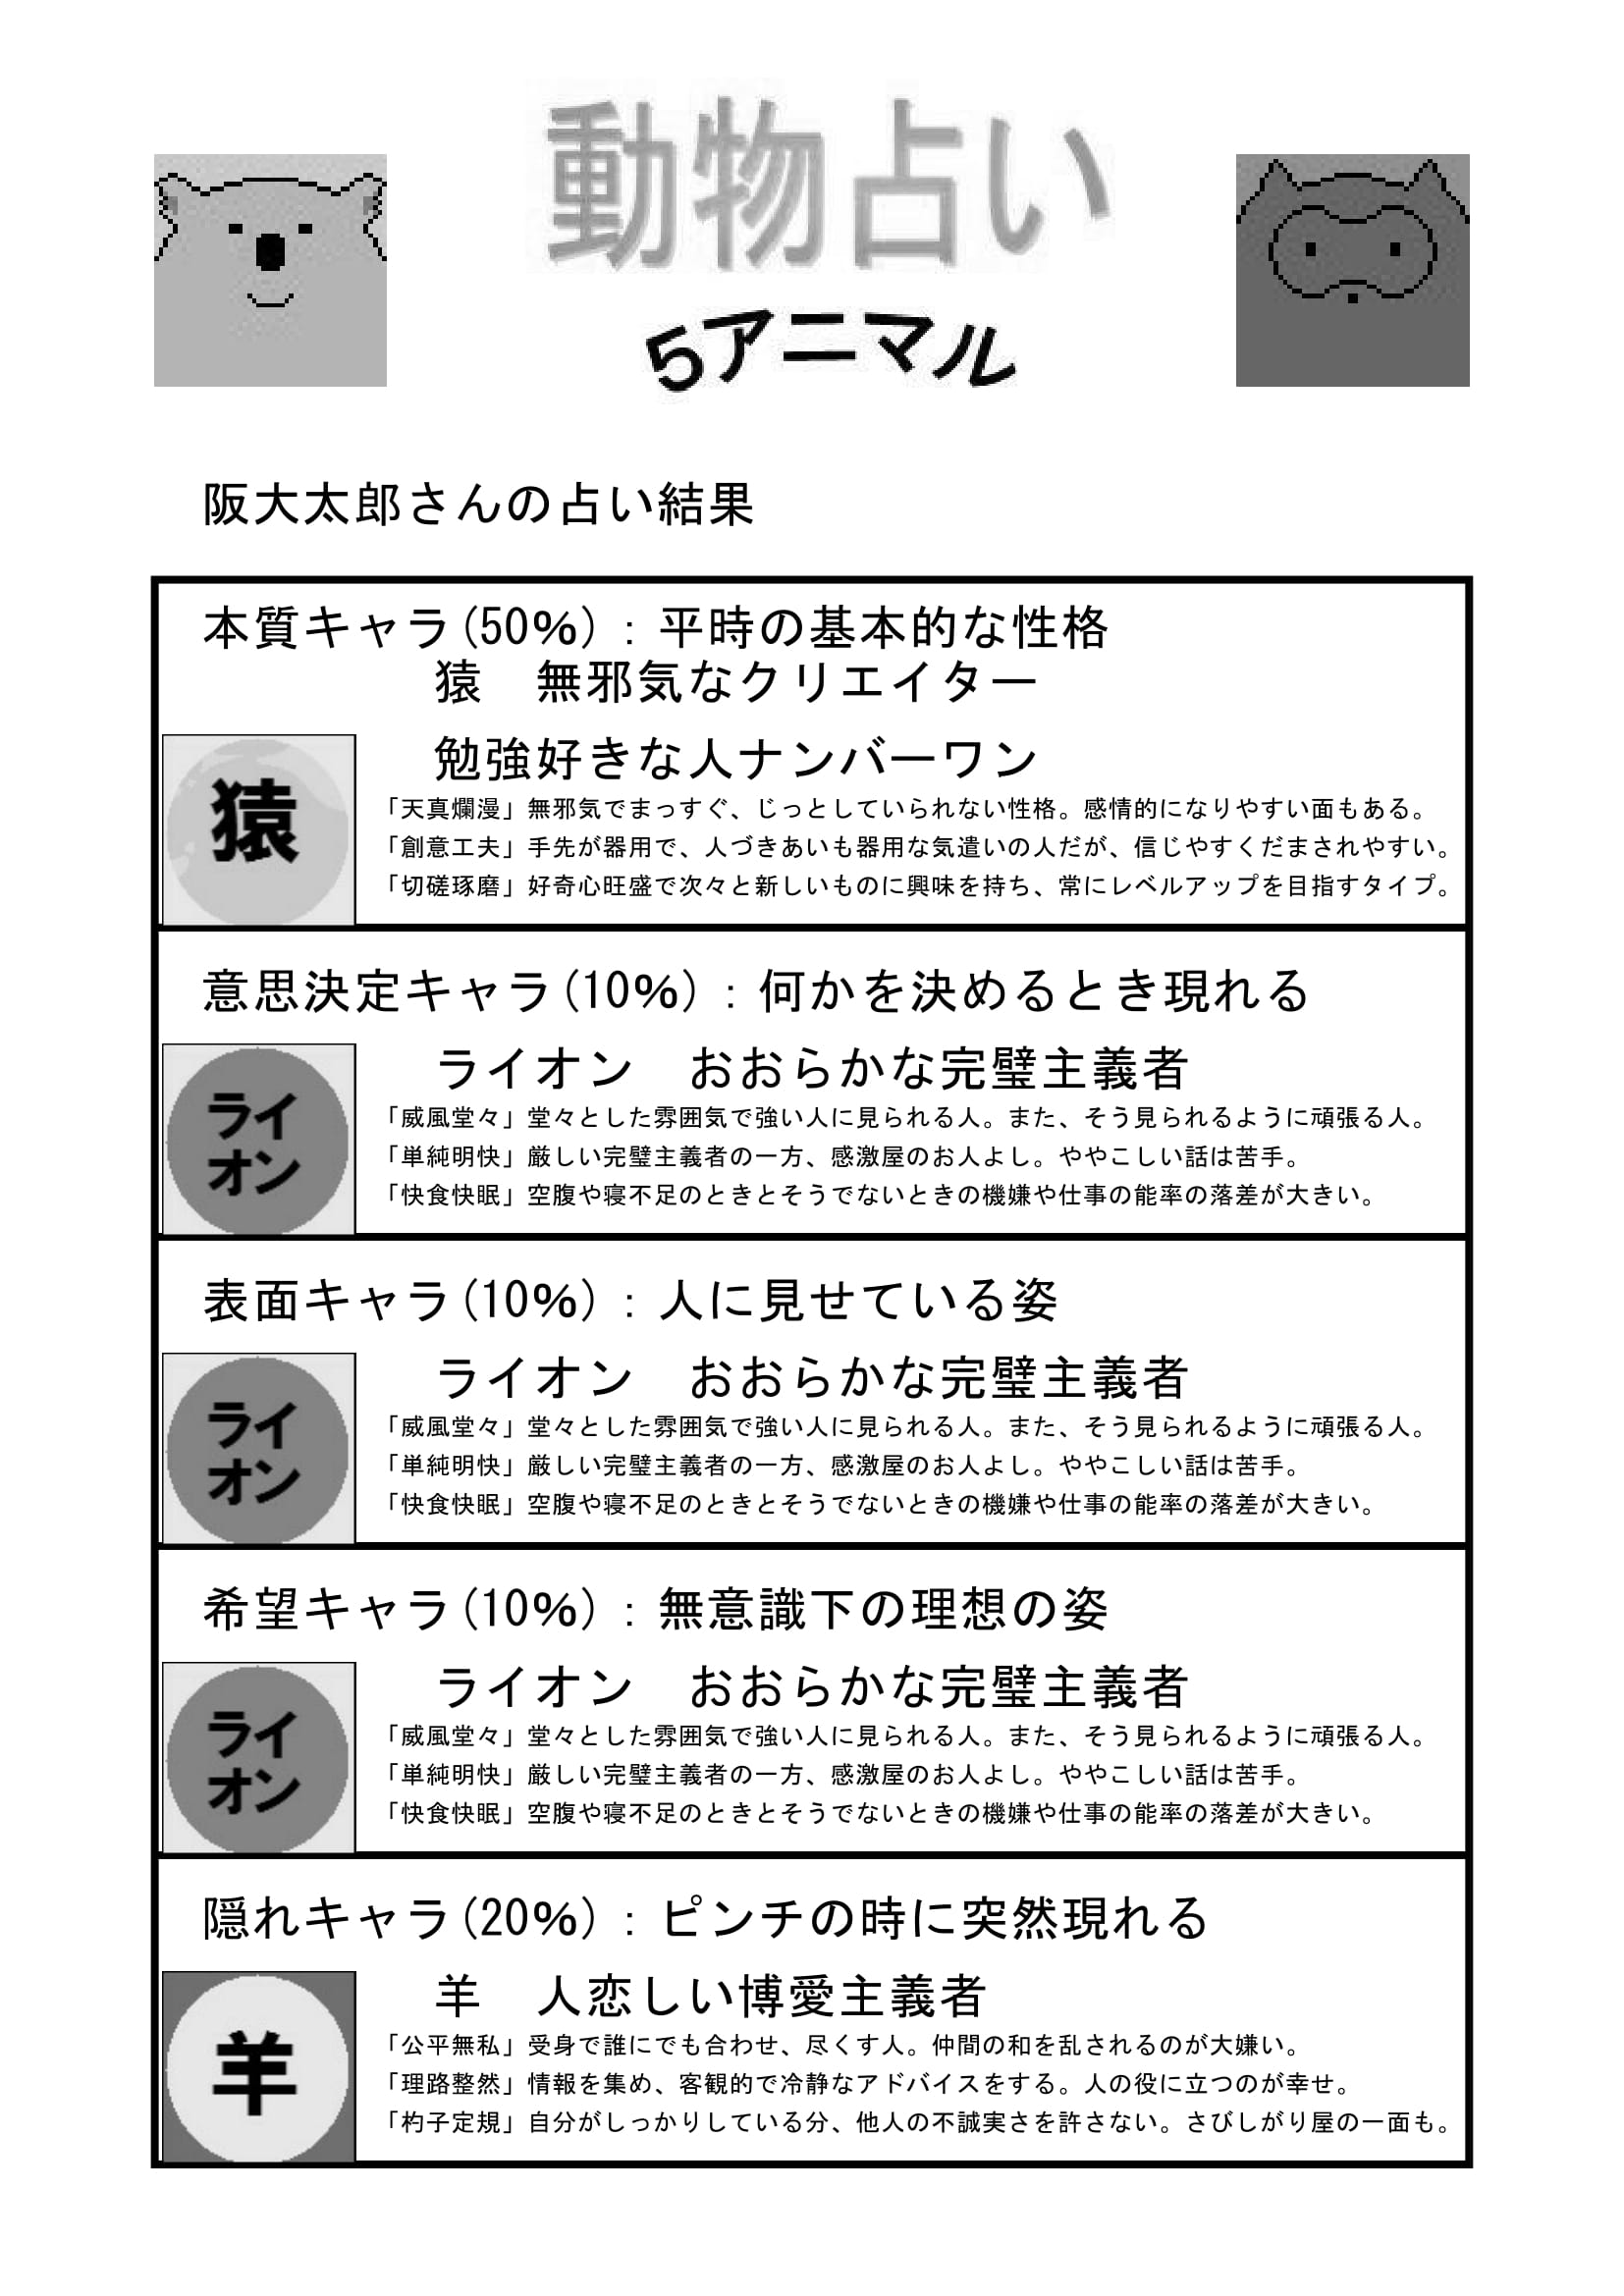 動物占い
5アニマル
阪大太郎さんの占い結果
本質キャラ(50%)：平時の基本的な性格
猿　無邪気なクリエイター
勉強好きな人ナンバーワン
猿
「天真爛漫」無邪気でまっすぐ、じっとしていられない性格。感情的になりやすい面もある。
「創意工夫」手先が器用で、人づきあいも器用な気遣いの人だが、信じやすくだまされやすい。
「切磋琢磨」好奇心旺盛で次々と新しいものに興味を持ち、常にレベルアップを目指すタイプ。
意思決定キャラ(10%)：何かを決めるとき現れる
ライオン　おおらかな完璧主義者
ライ
オン
「威風堂々」堂々とした雰囲気で強い人に見られる人。また、そう見られるように頑張る人。
「単純明快」厳しい完璧主義者の一方、感激屋のお人よし。ややこしい話は苦手。
「快食快眠」空腹や寝不足のときとそうでないときの機嫌や仕事の能率の落差が大きい。
表面キャラ(10%)：人に見せている姿
ライオン　おおらかな完璧主義者
ライ
オン
「威風堂々」堂々とした雰囲気で強い人に見られる人。また、そう見られるように頑張る人。
「単純明快」厳しい完璧主義者の一方、感激屋のお人よし。ややこしい話は苦手。
「快食快眠」空腹や寝不足のときとそうでないときの機嫌や仕事の能率の落差が大きい。
希望キャラ(10%)：無意識下の理想の姿
ライオン　おおらかな完璧主義者
ライ
オン
「威風堂々」堂々とした雰囲気で強い人に見られる人。また、そう見られるように頑張る人。
「単純明快」厳しい完璧主義者の一方、感激屋のお人よし。ややこしい話は苦手。
「快食快眠」空腹や寝不足のときとそうでないときの機嫌や仕事の能率の落差が大きい。
隠れキャラ(20%)：ピンチの時に突然現れる
羊　人恋しい博愛主義者
羊
「公平無私」受身で誰にでも合わせ、尽くす人。仲間の和を乱されるのが大嫌い。
「理路整然」情報を集め、客観的で冷静なアドバイスをする。人の役に立つのが幸せ。
「杓子定規」自分がしっかりしている分、他人の不誠実さを許さない。さびしがり屋の一面も。